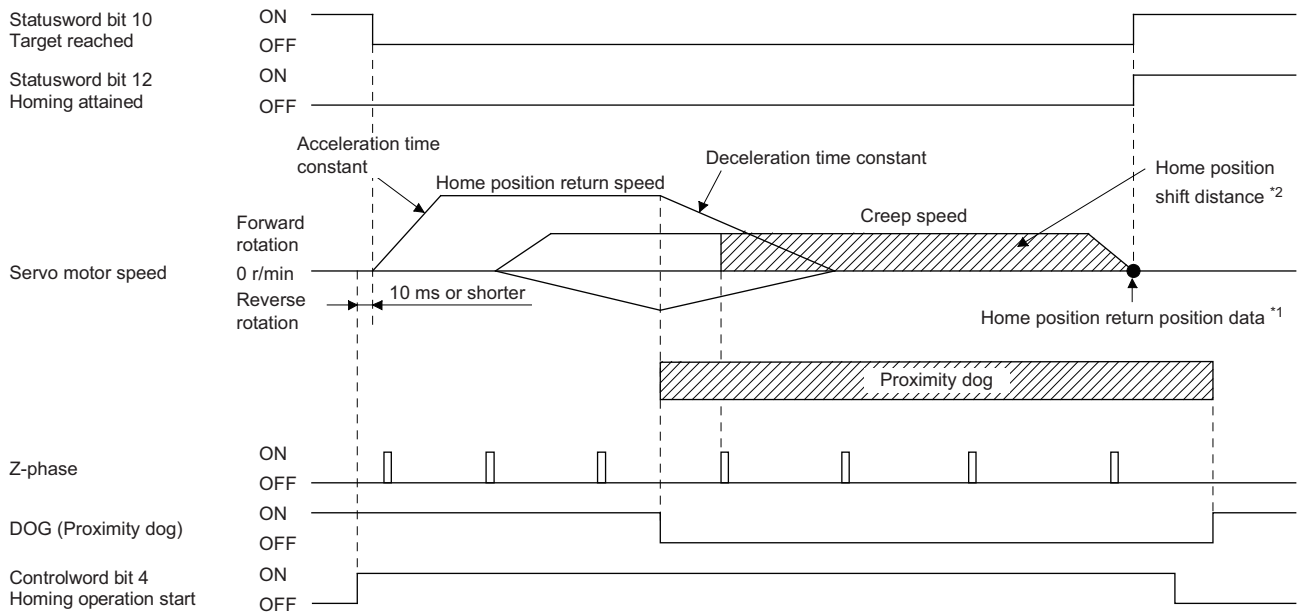 Statusword bit 10
Target reached
ON
OFF
Statusword bit 12
Homing attained
ON
OFF
Acceleration time
constant
Home position return speed
Deceleration time constant
Creep speed
Home position
shift distance *2
Servo motor speed
Forward
rotation
0 r/min
Reverse
rotation
10 ms or shorter
Home position return position data *1
Proximity dog
Z-phase
ON
OFF
DOG (Proximity dog)
ON
OFF
Controlword bit 4
Homing operation start
ON
OFF